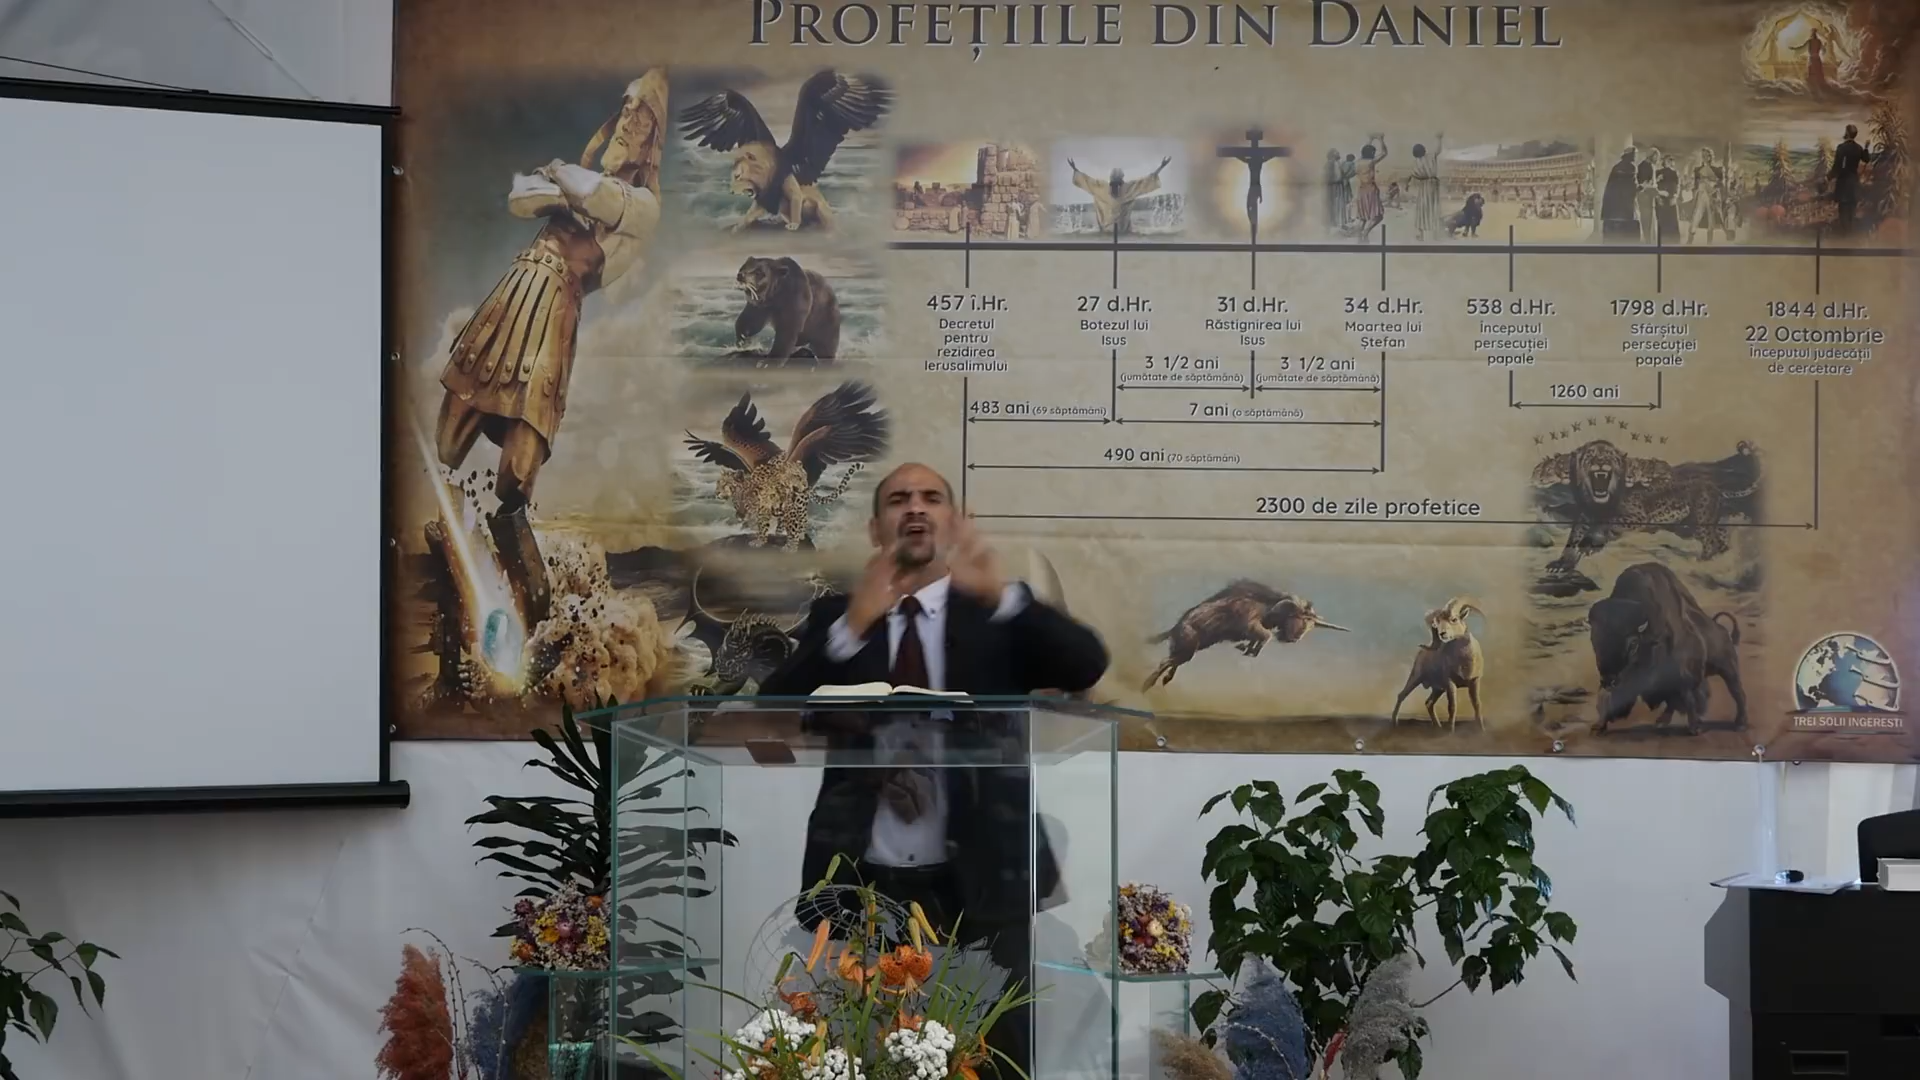 PROFEȚIILE DIN DANIEL
457 î.Hr.
Decretul
pentru
rezidirea
Ierusalimului
27 d.Hr.
Botezul lui
Isus
31 d.Hr.
Răstignirea lui
Isus
34 d.Hr.
Moartea lui
Ștefan
538 d.Hr.
Începutul
persecuției
papale
1798 d.Hr.
Sfârșitul
persecuției
papale
1844 d.Hr.
22 Octombrie
Începutul judecății
de cercetare
3 1/2 ani
(jumătate de săptămână)
3 1/2 ani
(jumătate de săptămână)
1260 ani
483 ani (69 săptămâni)
7 ani (o săptămână)
490 ani (70 săptămâni)
2300 de zile profetice
TREI SOLII INGERESTI